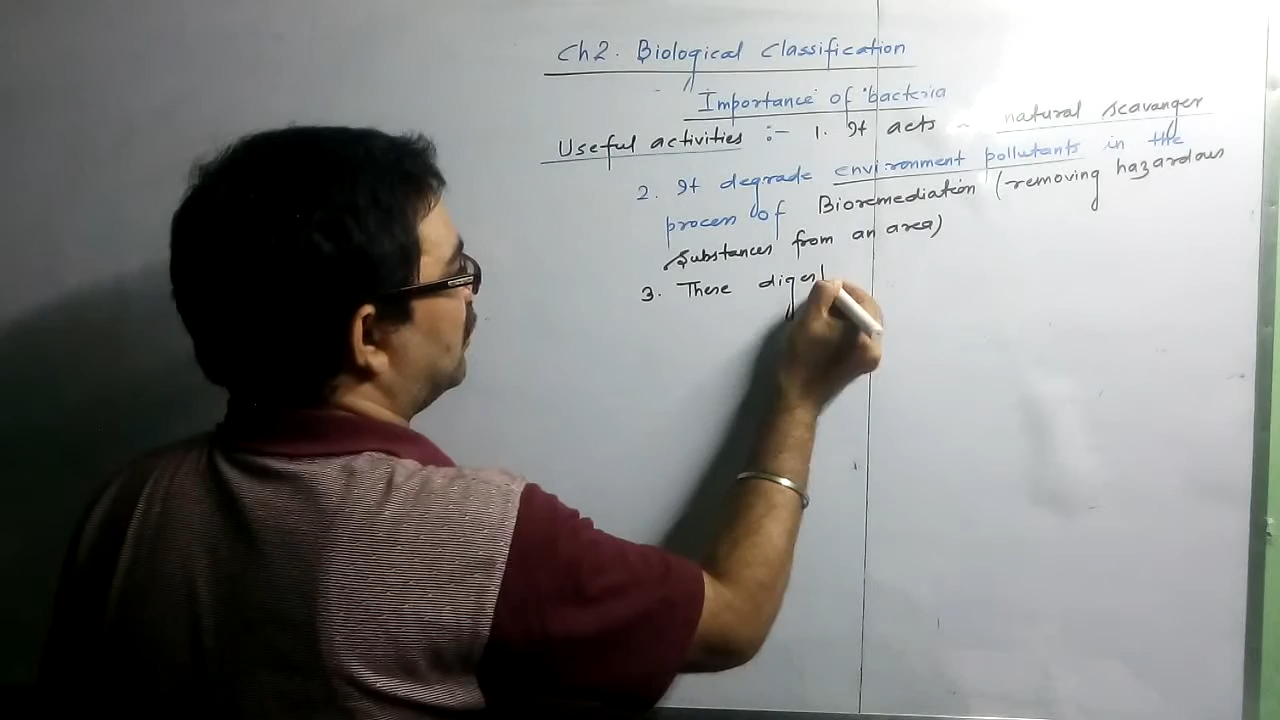 Ch2. Biological Classification
Importance of bacteria
Useful activities :- 1. It acts - natural scavanger
2. It degrade environment pollutants in the
process of Bioremediation (removing hazardous
substances from an area)
3. These digest